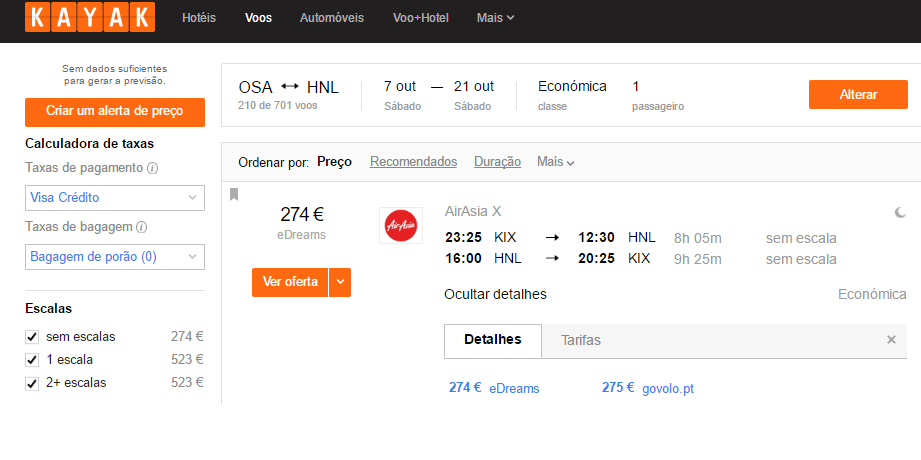 KAYAK
Hotéis Voos Automóveis Voo+Hotel Mais
Sem dados suficientes
para gerar a previsão.
Criar um alerta de preço
Calculadora de taxas
Taxas de pagamento i
Visa Crédito
Taxas de bagagem i
Bagagem de porão (0)
Escalas
sem escalas 274 €
1 escala 523 €
2+ escalas 523 €
OSA ↔ HNL
210 de 701 voos
7 out — 21 out
Sábado Sábado
Económica
classe
1
passageiro
Alterar
Ordenar por: Preço Recomendados Duração Mais
274 €
eDreams
Ver oferta
AirAsia
AirAsia X
23:25 KIX → 12:30 HNL 8h 05m sem escala
16:00 HNL → 20:25 KIX 9h 25m sem escala
Ocultar detalhes Económica
Detalhes Tarifas ×
274 € eDreams 275 € govolo.pt